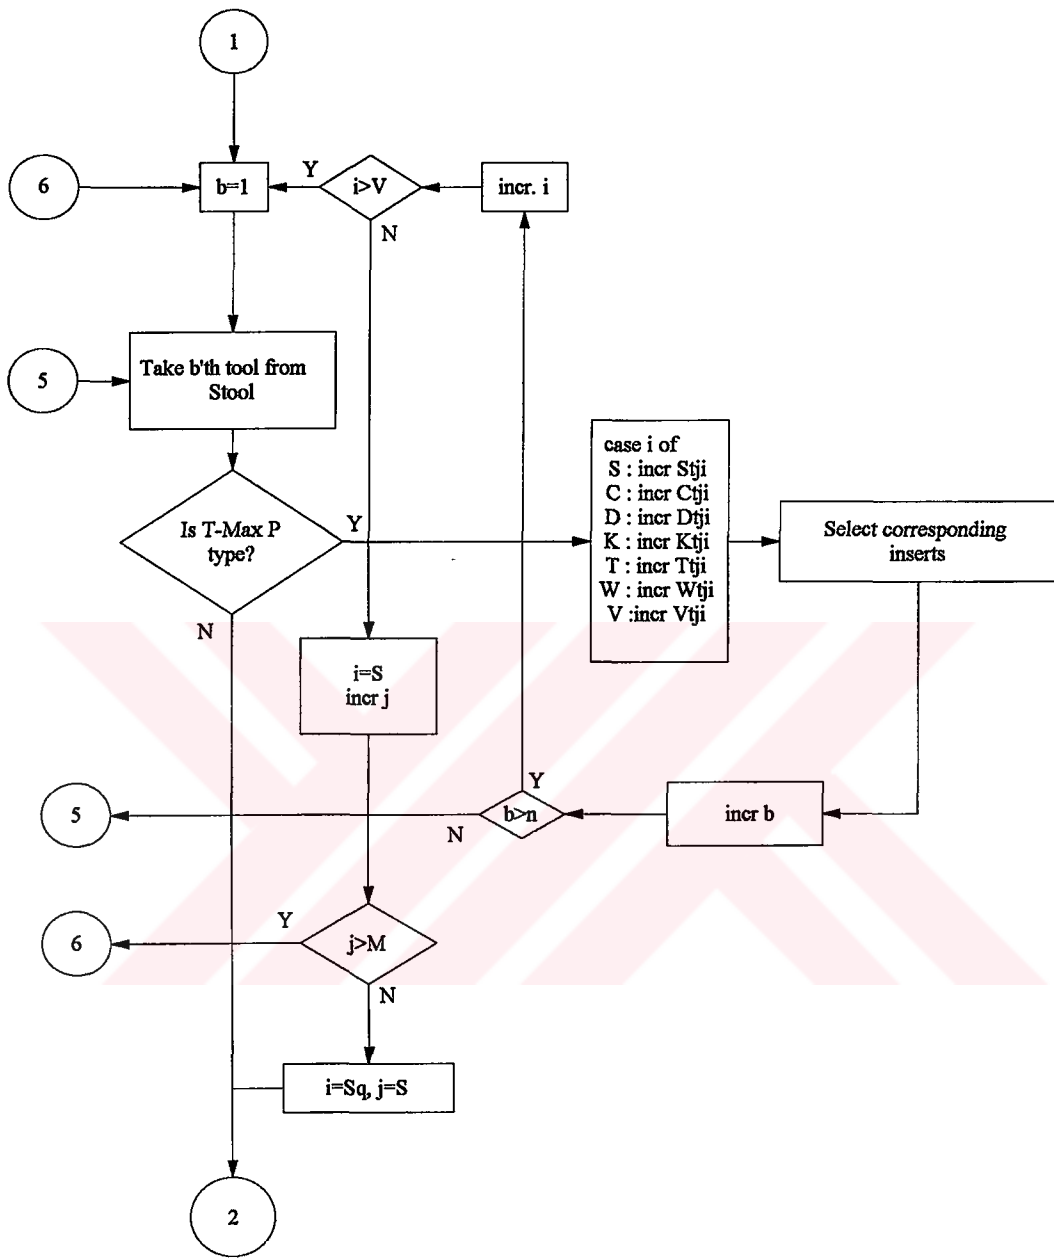 1
6
b=1
Y
i>V
incr. i
N
5
Take b'th tool from
Stool
Is T-Max P
type?
Y
N
case i of
S : incr Stji
C : incr Ctji
D : incr Dtji
K : incr Ktji
T : incr Ttji
W : incr Wtji
V :incr Vtji
Select corresponding
inserts
i=S
incr j
5
N
b>n
Y
incr b
6
Y
j>M
N
i=Sq, j=S
2